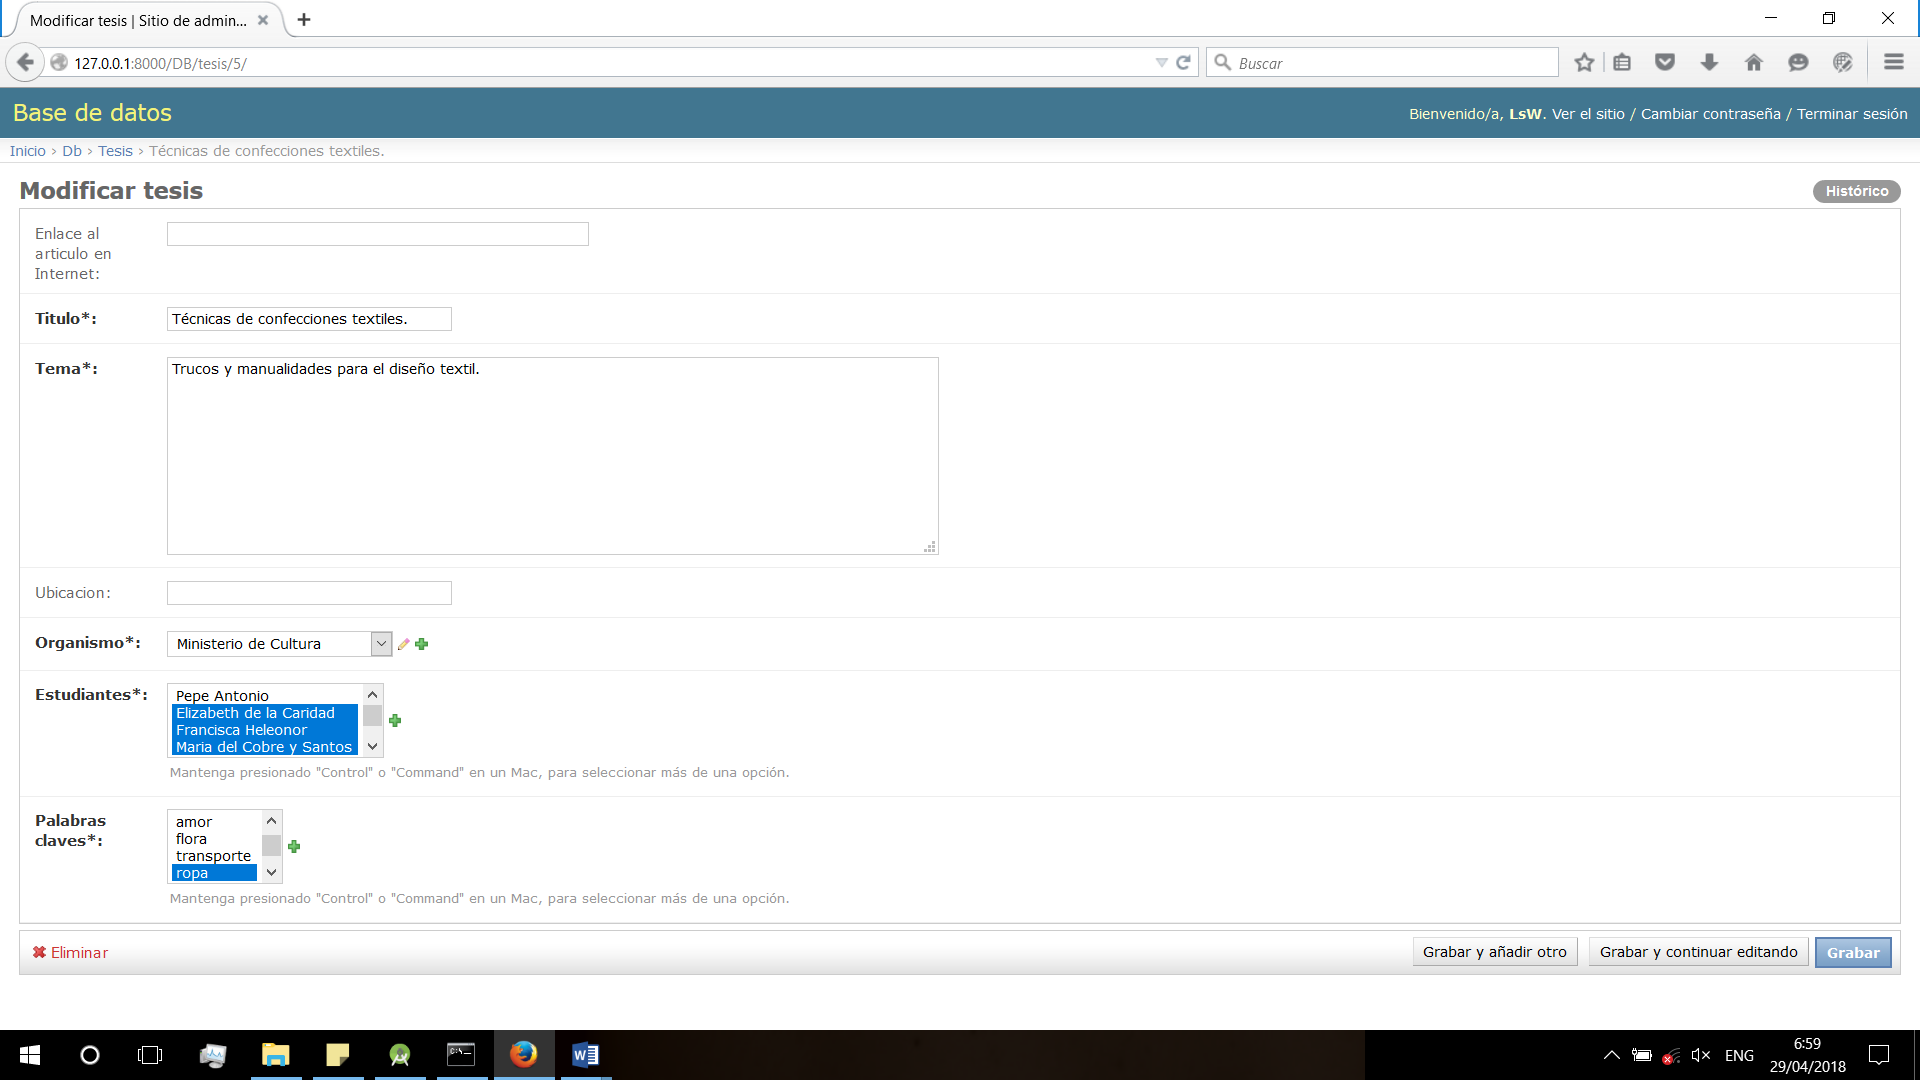 Modificar tesis | Sitio de admin...
127.0.0.1:8000/DB/tesis/5/
Buscar
Base de datos
Bienvenido/a, LsW. Ver el sitio / Cambiar contraseña / Terminar sesión
Inicio › Db › Tesis › Técnicas de confecciones textiles.
Modificar tesis
Histórico
Enlace al
articulo en
Internet:
Titulo*:
Técnicas de confecciones textiles.
Tema*:
Trucos y manualidades para el diseño textil.
Ubicacion:
Organismo*:
Ministerio de Cultura
Estudiantes*:
Pepe Antonio
Elizabeth de la Caridad
Francisca Heleonor
Maria del Cobre y Santos
Mantenga presionado "Control" o "Command" en un Mac, para seleccionar más de una opción.
Palabras
claves*:
amor
flora
transporte
ropa
Mantenga presionado "Control" o "Command" en un Mac, para seleccionar más de una opción.
Eliminar
Grabar y añadir otro
Grabar y continuar editando
Grabar
ENG
6:59
29/04/2018